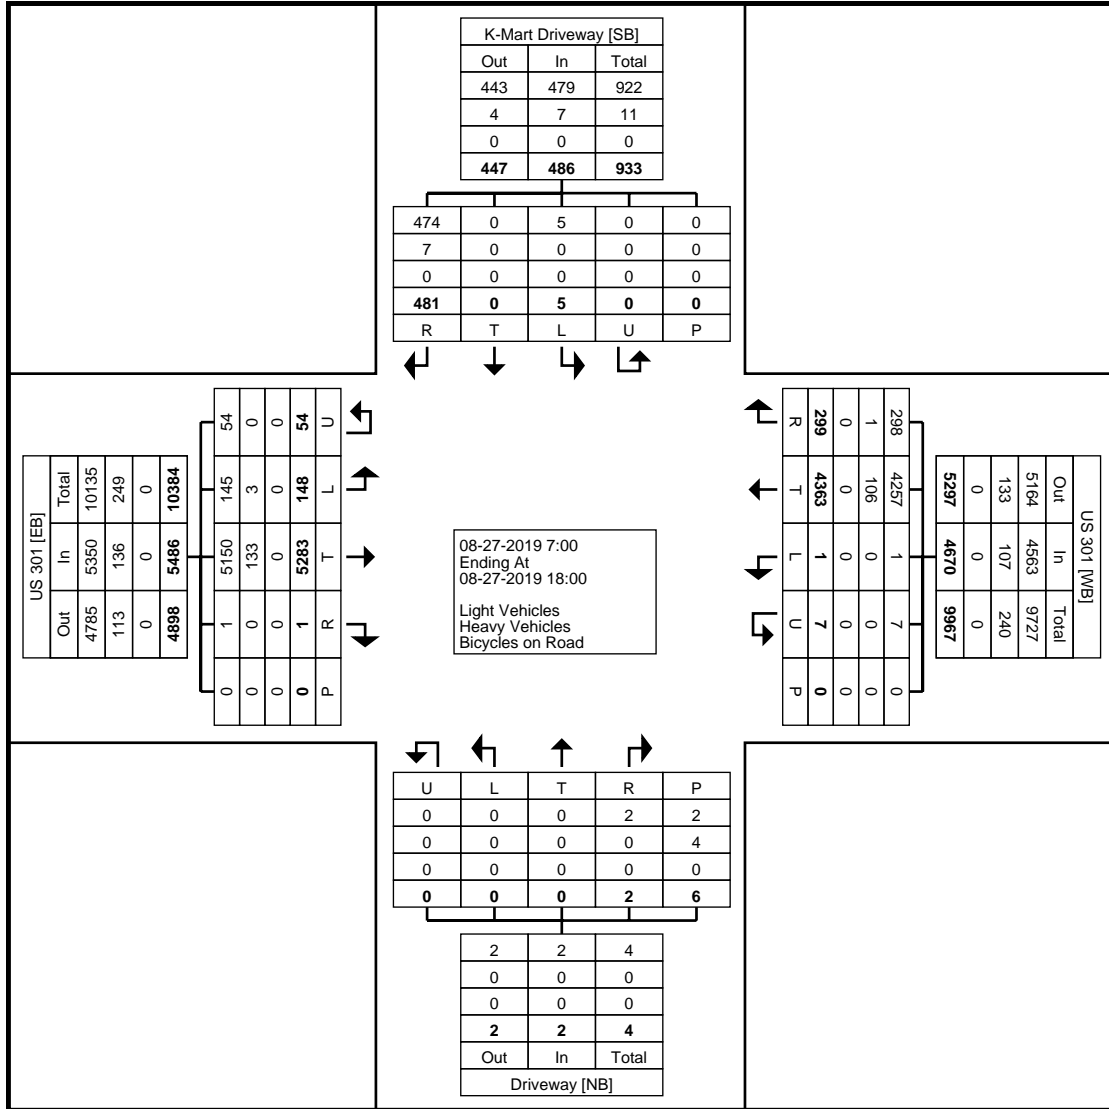 K-Mart Driveway [SB]
Out In Total
443 479 922
4 7 11
0 0 0
447 486 933
474 0 5 0 0
7 0 0 0 0
0 0 0 0 0
481 0 5 0 0
R T L U P
US 301 [EB]
Total In Out
10135 5350 4785
249 136 113
0 0 0
10384 5486 4898
54 145 5150 1 0
0 3 133 0 0
0 0 0 0 0
54 148 5283 1 0
U L T R P
08-27-2019 7:00
Ending At
08-27-2019 18:00
Light Vehicles
Heavy Vehicles
Bicycles on Road
US 301 [WB]
Out In Total
5164 4563 9727
133 107 240
0 0 0
5297 4670 9967
298 4257 1 7 0
1 106 0 0 0
0 0 0 0 0
299 4363 1 7 0
R T L U P
U L T R P
0 0 0 2 2
0 0 0 0 4
0 0 0 0 0
0 0 0 2 6
2 2 4
0 0 0
0 0 0
2 2 4
Out In Total
Driveway [NB]